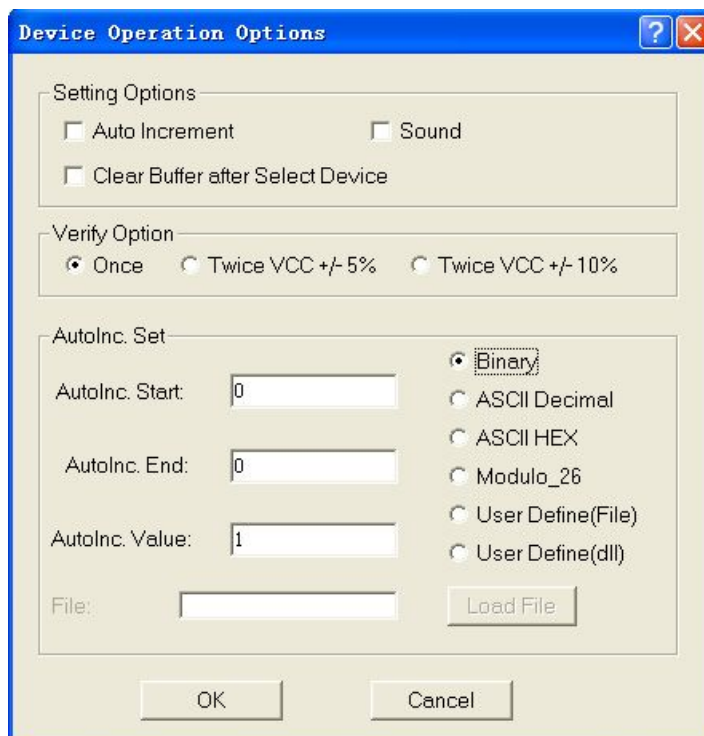 Device Operation Options
Setting Options
Auto Increment Sound
Clear Buffer after Select Device
Verify Option
Once Twice VCC +/- 5% Twice VCC +/- 10%
AutoInc. Set
Binary
AutoInc. Start: 0
ASCII Decimal
ASCII HEX
AutoInc. End: 0
Modulo_26
User Define(File)
AutoInc. Value: 1
User Define(dll)
File: Load File
OK Cancel